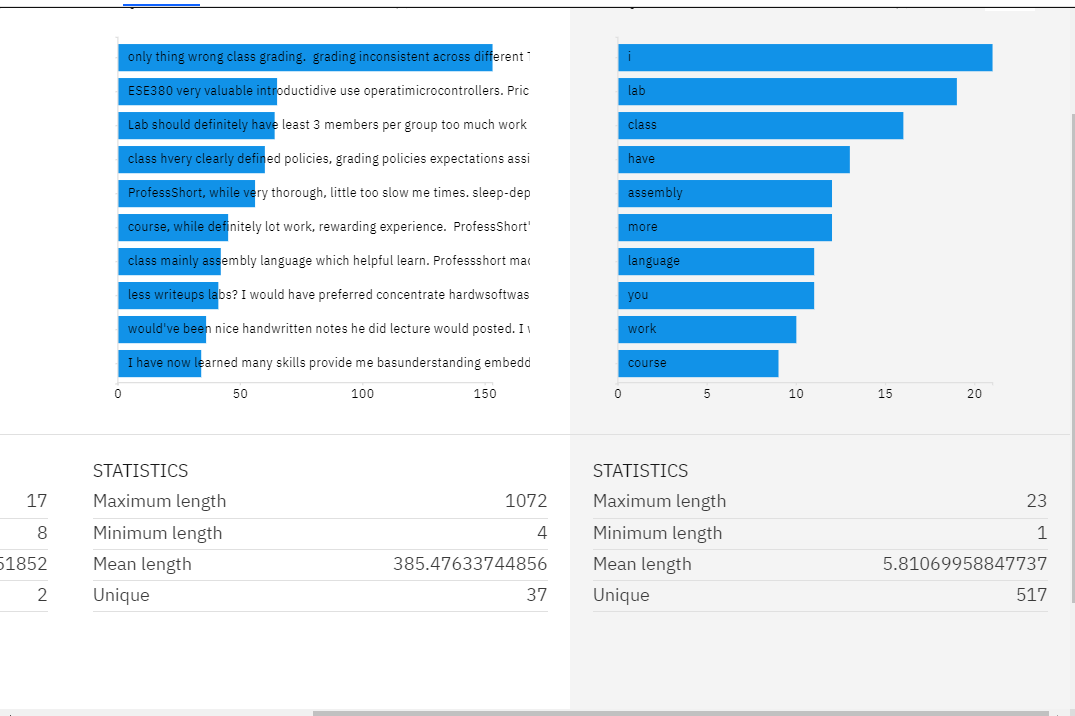 only thing wrong class grading.  grading inconsistent across different
ESE380 very valuable introductidive use operatimicrocontrollers. Pric
Lab should definitely have least 3 members per group too much work
class hvery clearly defined policies, grading policies expectations assi
ProfessShort, while very thorough, little too slow me times. sleep-dep
course, while definitely lot work, rewarding experience.  ProfessShort'
class mainly assembly language which helpful learn. Professshort mac
less writeups labs? I would have preferred concentrate hardwsoftwas
would've been nice handwritten notes he did lecture would posted. I
I have now learned many skills provide me basunderstanding embedd
0 50 100 150
i
lab
class
have
assembly
more
language
you
work
course
0 5 10 15 20
17
8
51852
2
STATISTICS
Maximum length 1072
Minimum length 4
Mean length 385.47633744856
Unique 37
STATISTICS
Maximum length 23
Minimum length 1
Mean length 5.81069958847737
Unique 517